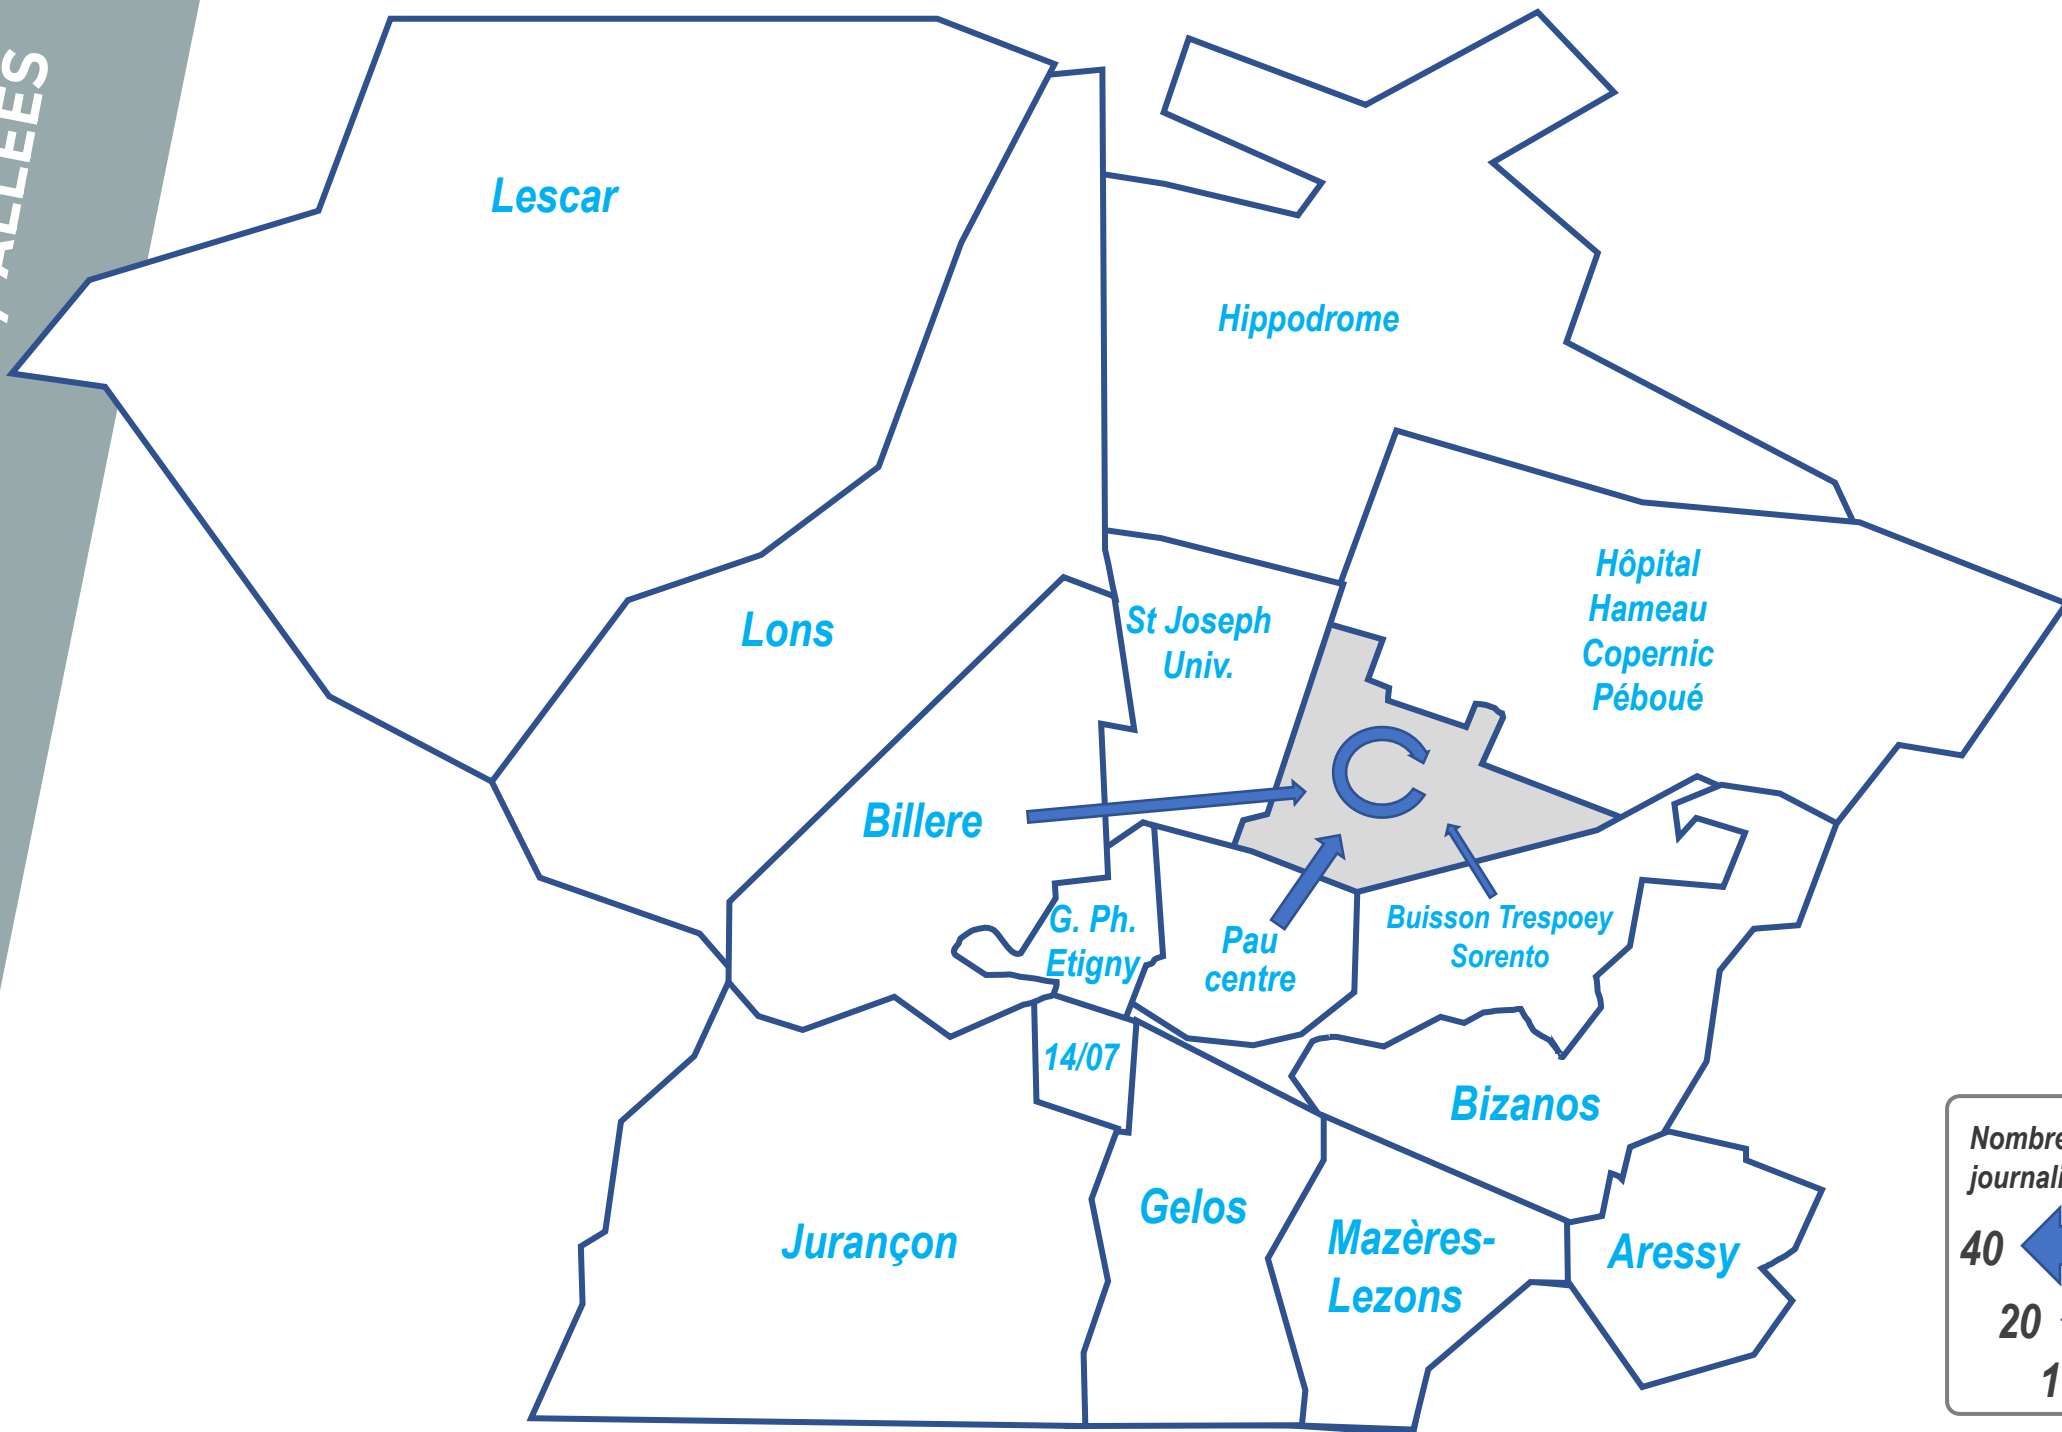 ALLEES
Lescar
Hippodrome
Hôpital
Hameau
Copernic
Péboué
St Joseph
Univ.
Lons
Billere
G. Ph.
Etigny
Pau
centre
Buisson Trespoey
Sorento
14/07
Bizanos
Gelos
Jurançon
Mazères-
Lezons
Aressy
40
20